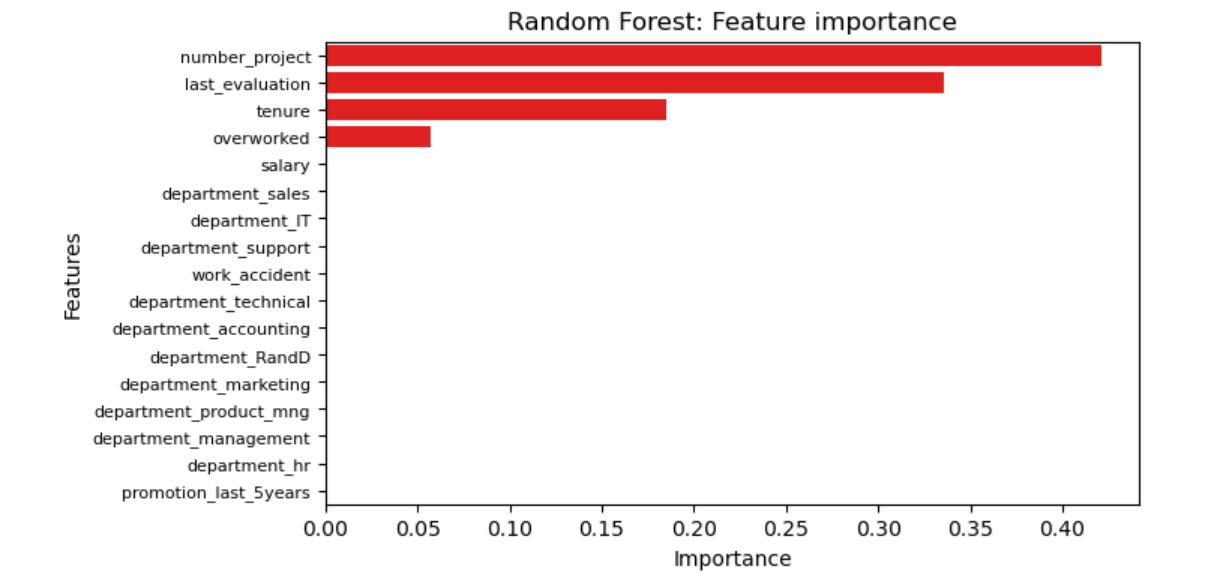 Random Forest: Feature importance
number_project
last_evaluation
tenure
overworked
salary
department_sales
department_IT
department_support
work_accident
department_technical
department_accounting
department_RandD
department_marketing
department_product_mng
department_management
department_hr
promotion_last_5years
Features
0.00 0.05 0.10 0.15 0.20 0.25 0.30 0.35 0.40
Importance